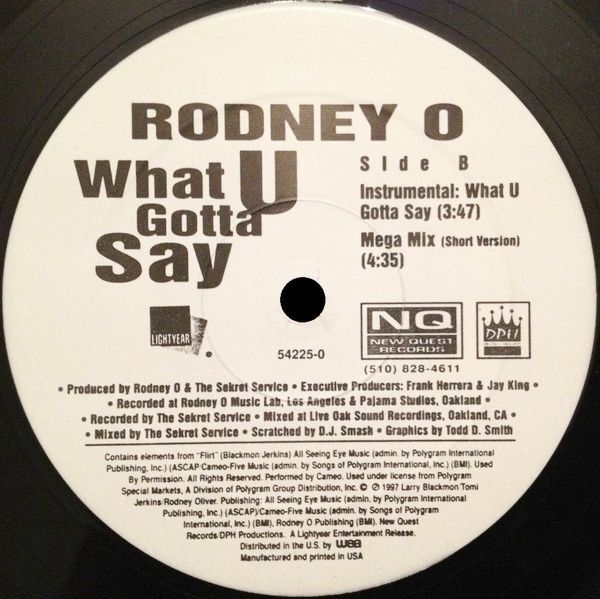 RODNEY O
What U
Gotta
Say
Side B
Instrumental: What U
Gotta Say (3:47)
Mega Mix (Short Version)
(4:35)
LIGHTYEAR
54225-0
NQ
NEW QUEST
RECORDS
(510) 828-4611
DPH
• Produced by Rodney O & The Sekret Service • Executive Producers: Frank Herrera & Jay King •
• Recorded at Rodney O Music Lab, Los Angeles & Pajama Studios, Oakland •
• Recorded by The Sekret Service • Mixed at Live Oak Sound Recordings, Oakland, CA •
• Mixed by The Sekret Service • Scratched by D.J. Smash • Graphics by Todd D. Smith
Contains elements from "Flirt" (Blackmon Jenkins) All Seeing Eye Music (admin. by Polygram International
Publishing, Inc.) (ASCAP Cameo-Five Music (admin. by Songs of Polygram International, Inc.) (BMI). Used
By Permission. All Rights Reserved. Performed by Cameo. Used under license from Polygram
Special Markets, A Division of Polygram Group Distribution, Inc. © ℗ 1997 Larry Blackmon/Tomi
Jerkins/Rodney Oliver. Publishing: All Seeing Eye Music (admin. by Polygram International
Publishing, Inc.) (ASCAP)/Cameo-Five Music (admin. by Songs of Polygram
International, Inc.) (BMI), Rodney O Publishing (BMI). New Quest
Records/DPH Productions. A Lightyear Entertainment Release.
Distributed in the U.S. by wea
Manufactured and printed in USA